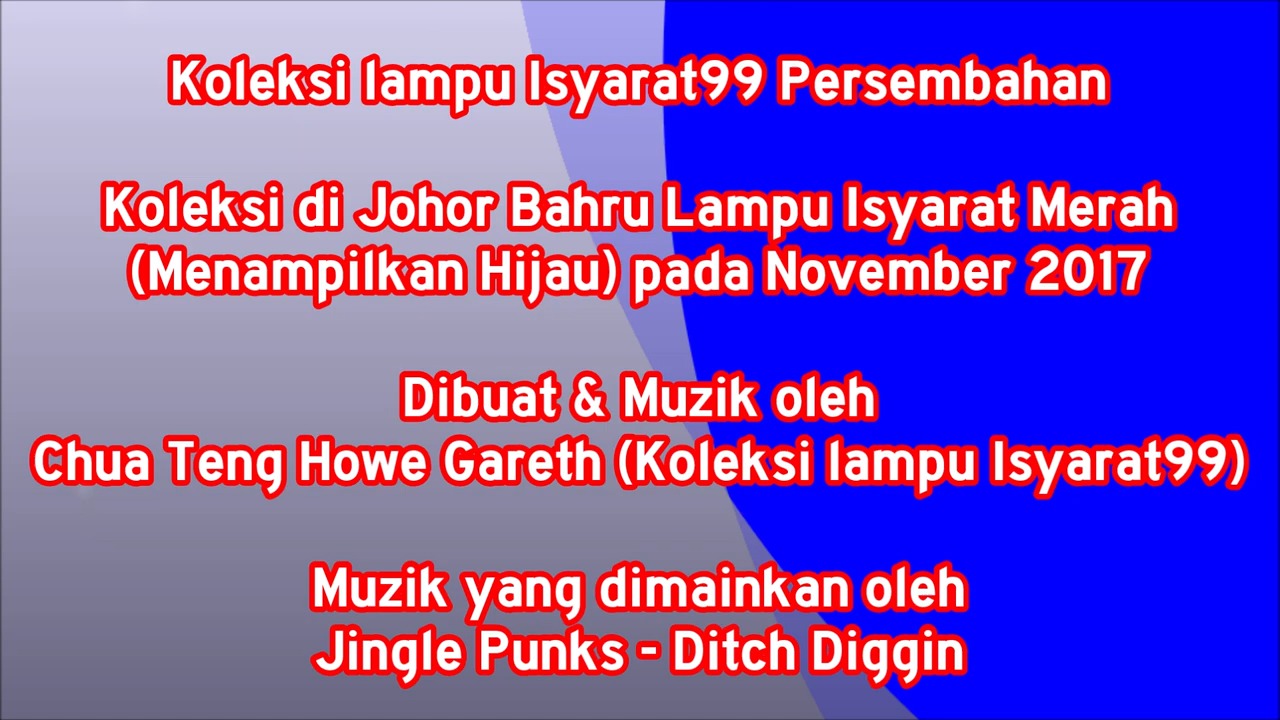 Koleksi lampu Isyarat99 Persembahan
Koleksi di Johor Bahru Lampu Isyarat Merah
(Menampilkan Hijau) pada November 2017
Dibuat & Muzik oleh
Chua Teng Howe Gareth (Koleksi lampu Isyarat99)
Muzik yang dimainkan oleh
Jingle Punks - Ditch Diggin